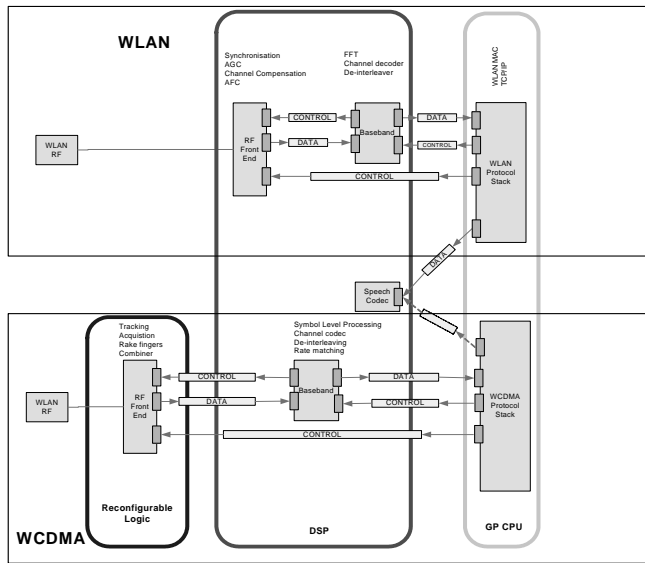 WLAN
Synchronisation
AGC
Channel Compensation
AFC
FFT
Channel decoder
De-interleaver
WLAN MAC
TCP/IP
CONTROL
DATA
DATA
CONTROL
CONTROL
WLAN
RF
RF
Front
End
Baseband
WLAN
Protocol
Stack
DATA
Speech
Codec
Tracking
Acquistion
Rake fingers
Combiner
Symbol Level Processing
Channel codec
De-interleaving
Rate matching
CONTROL
DATA
DATA
CONTROL
CONTROL
WLAN
RF
RF
Front
End
Baseband
WCDMA
Protocol
Stack
Reconfigurable
Logic
DSP
GP CPU
WCDMA